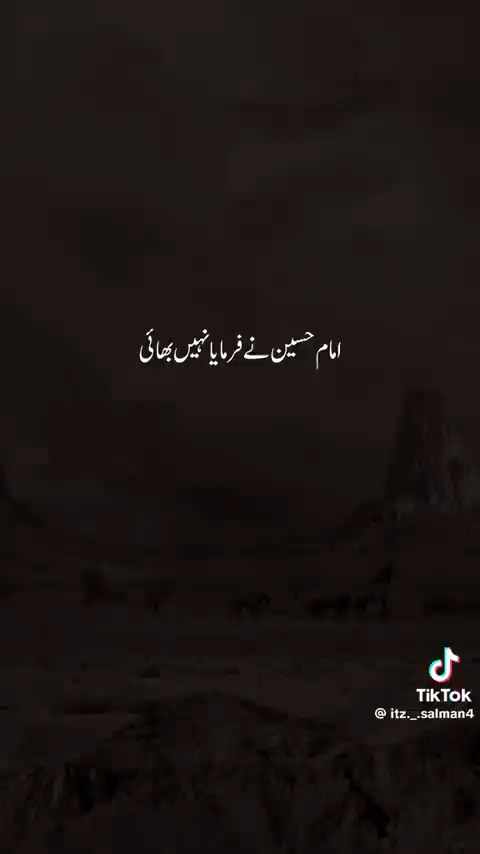 امام حسین نے فرمایا نہیں بھائی
TikTok
@ itz._.salman4